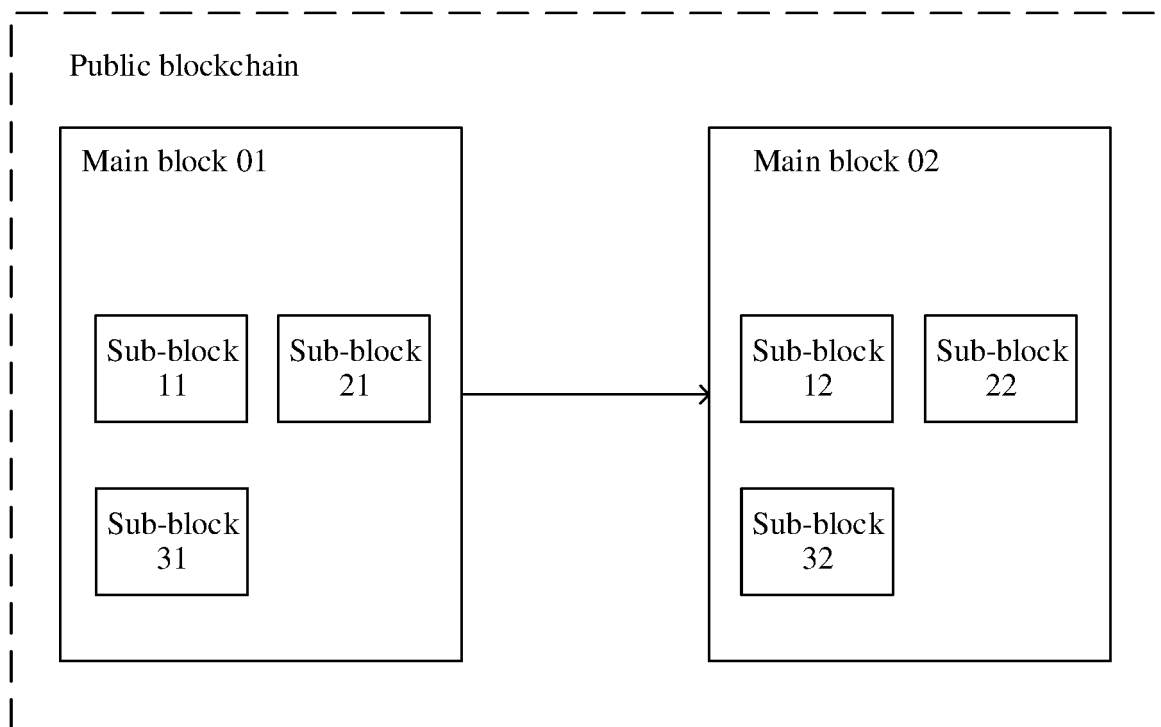 Public blockchain
Main block 01
Main block 02
Sub-block
11
Sub-block
21
Sub-block
12
Sub-block
22
Sub-block
31
Sub-block
32